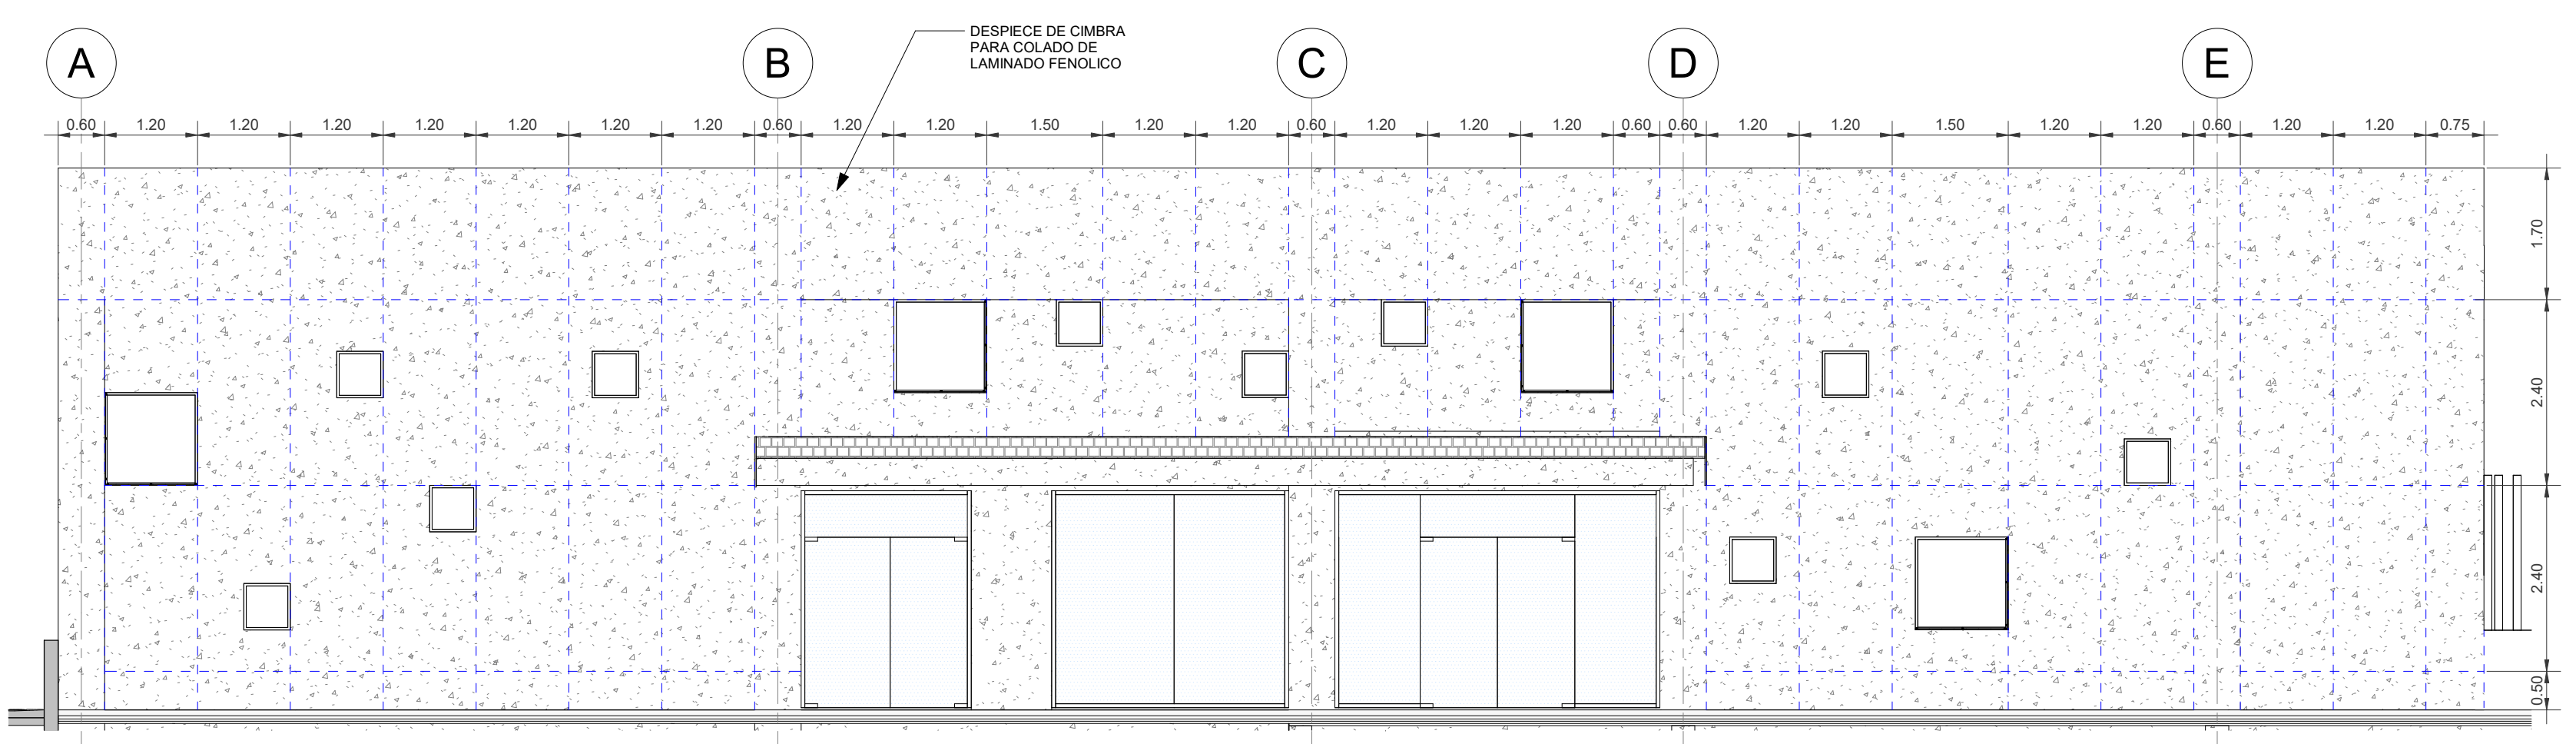 DESPIECE DE CIMBRA
PARA COLADO DE
LAMINADO FENOLICO
A B C D E
0.60 1.20 1.20 1.20 1.20 1.20 1.20 1.20 0.60 1.20 1.20 1.50 1.20 1.20 0.60 1.20 1.20 1.20 0.60 0.60 1.20 1.20 1.50 1.20 1.20 0.60 1.20 1.20 0.75
1.70
2.40
2.40
0.50